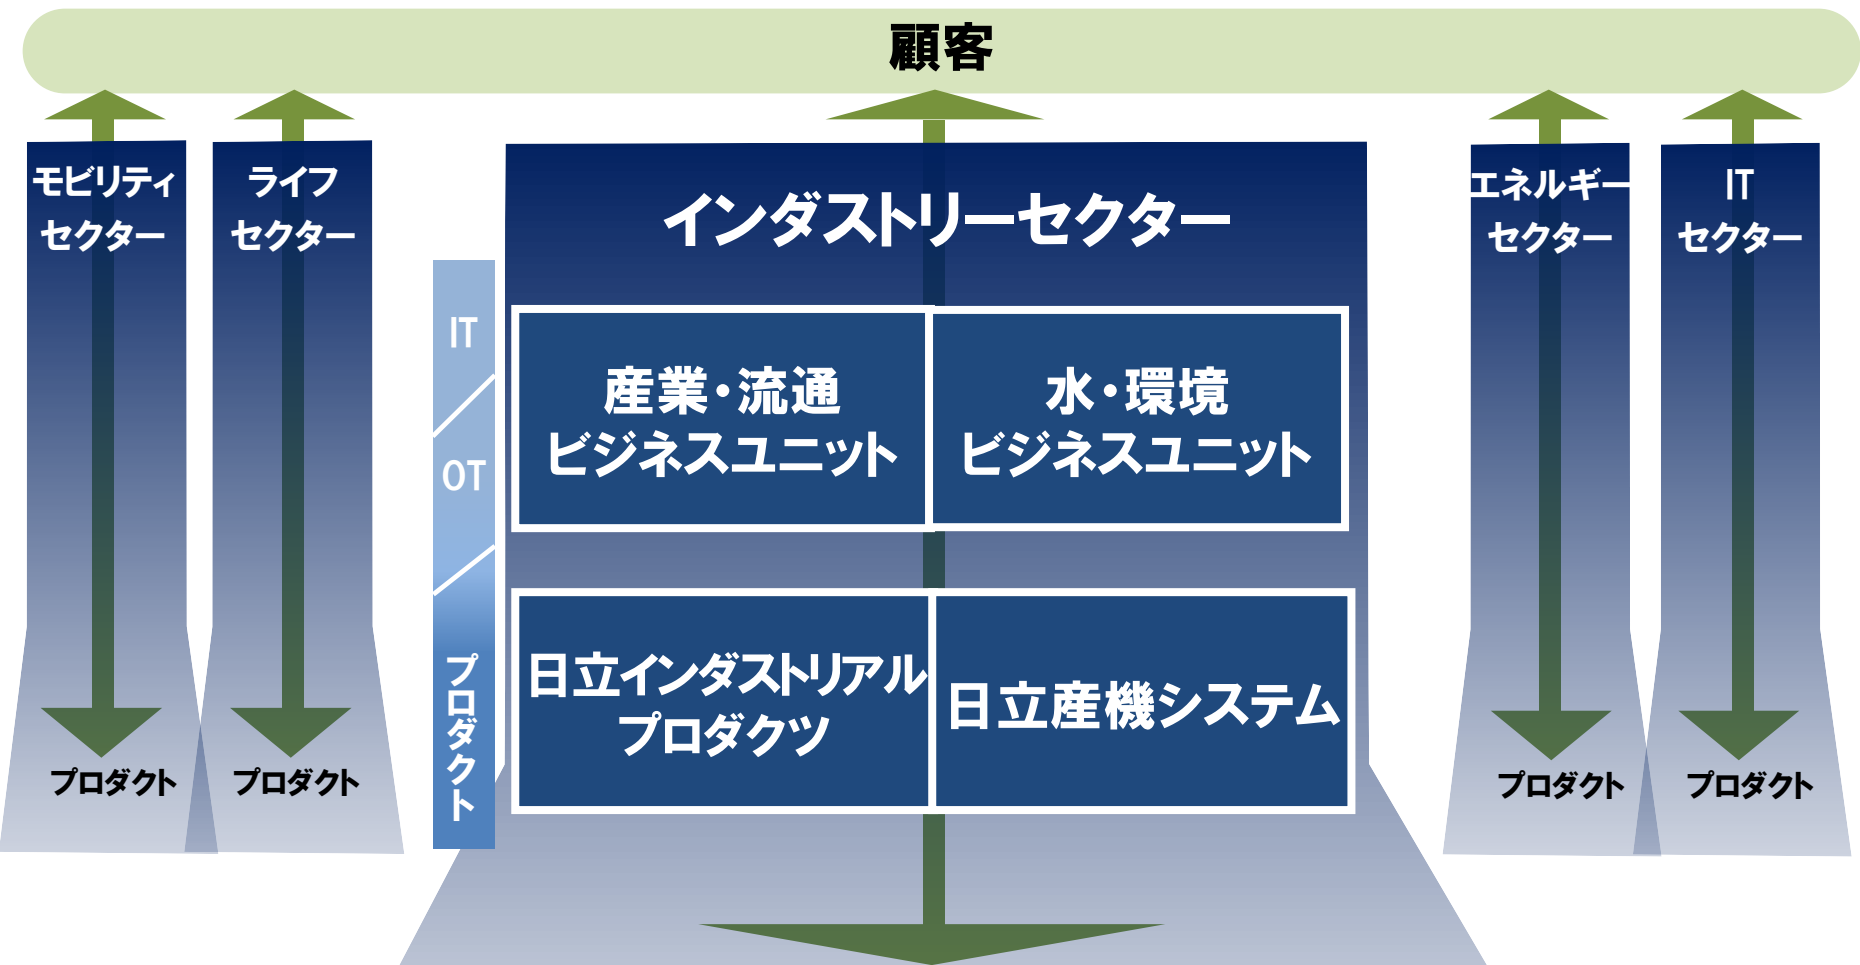 顧客
モビリティ
セクター
ライフ
セクター
インダストリーセクター
エネルギー
セクター
IT
セクター
IT
OT
プロダクト
産業・流通
ビジネスユニット
水・環境
ビジネスユニット
日立インダストリアル
プロダクツ
日立産機システム
プロダクト
プロダクト
プロダクト
プロダクト